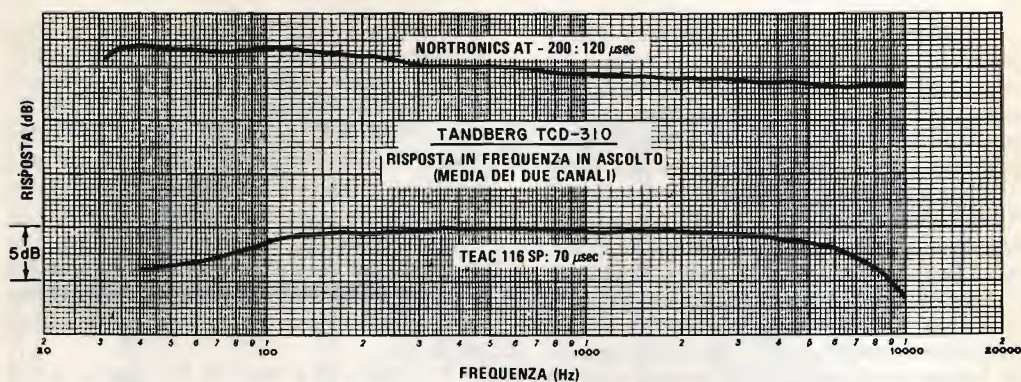 NORTRONICS AT - 200 : 120 μsec
TANDBERG TCD-310
RISPOSTA IN FREQUENZA IN ASCOLTO
(MEDIA DEI DUE CANALI)
TEAC 116 SP: 70 μsec
RISPOSTA (dB)
5 dB
2 3 4 5 6 7 8 9 1 2 3 4 5 6 7 8 9 1 2 3 4 5 6 7 8 9 1 2
20 100 1000 10000 20000
FREQUENZA (Hz)